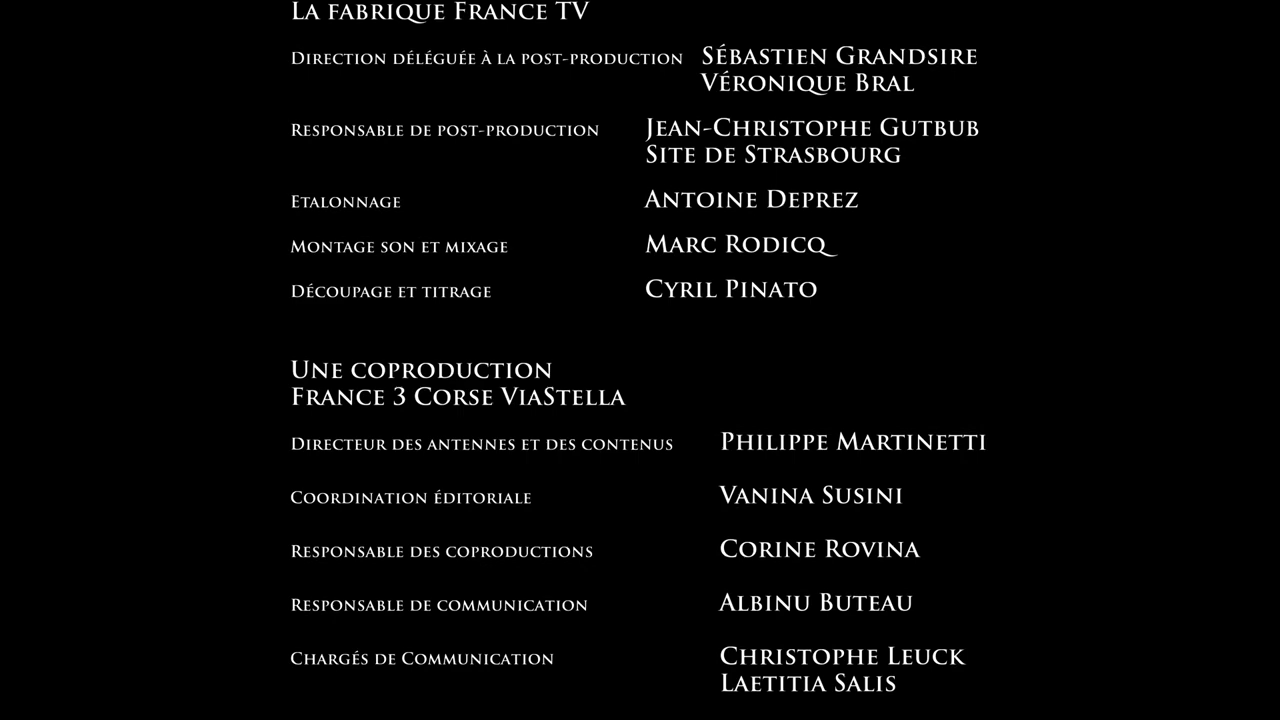 La fabrique France TV
Direction déléguée à la post-production Sébastien Grandsire
Véronique Bral
Responsable de post-production Jean-Christophe Gutbub
Site de Strasbourg
Etalonnage Antoine Deprez
Montage son et mixage Marc Rodicq
Découpage et titrage Cyril Pinato
Une coproduction
France 3 Corse ViaStella
Directeur des antennes et des contenus Philippe Martinetti
Coordination éditoriale Vanina Susini
Responsable des coproductions Corine Rovina
Responsable de communication Albinu Buteau
Chargés de Communication Christophe Leuck
Laetitia Salis